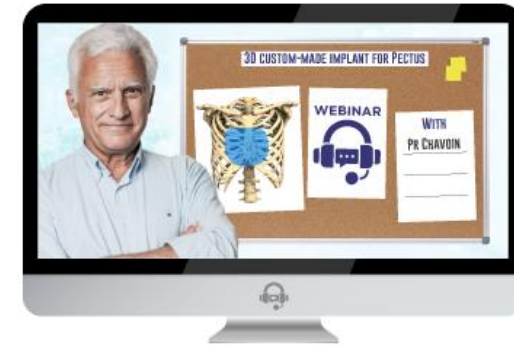 3D CUSTOM-MADE IMPLANT FOR PECTUS
WEBINAR
WITH
PR CHAVOIN